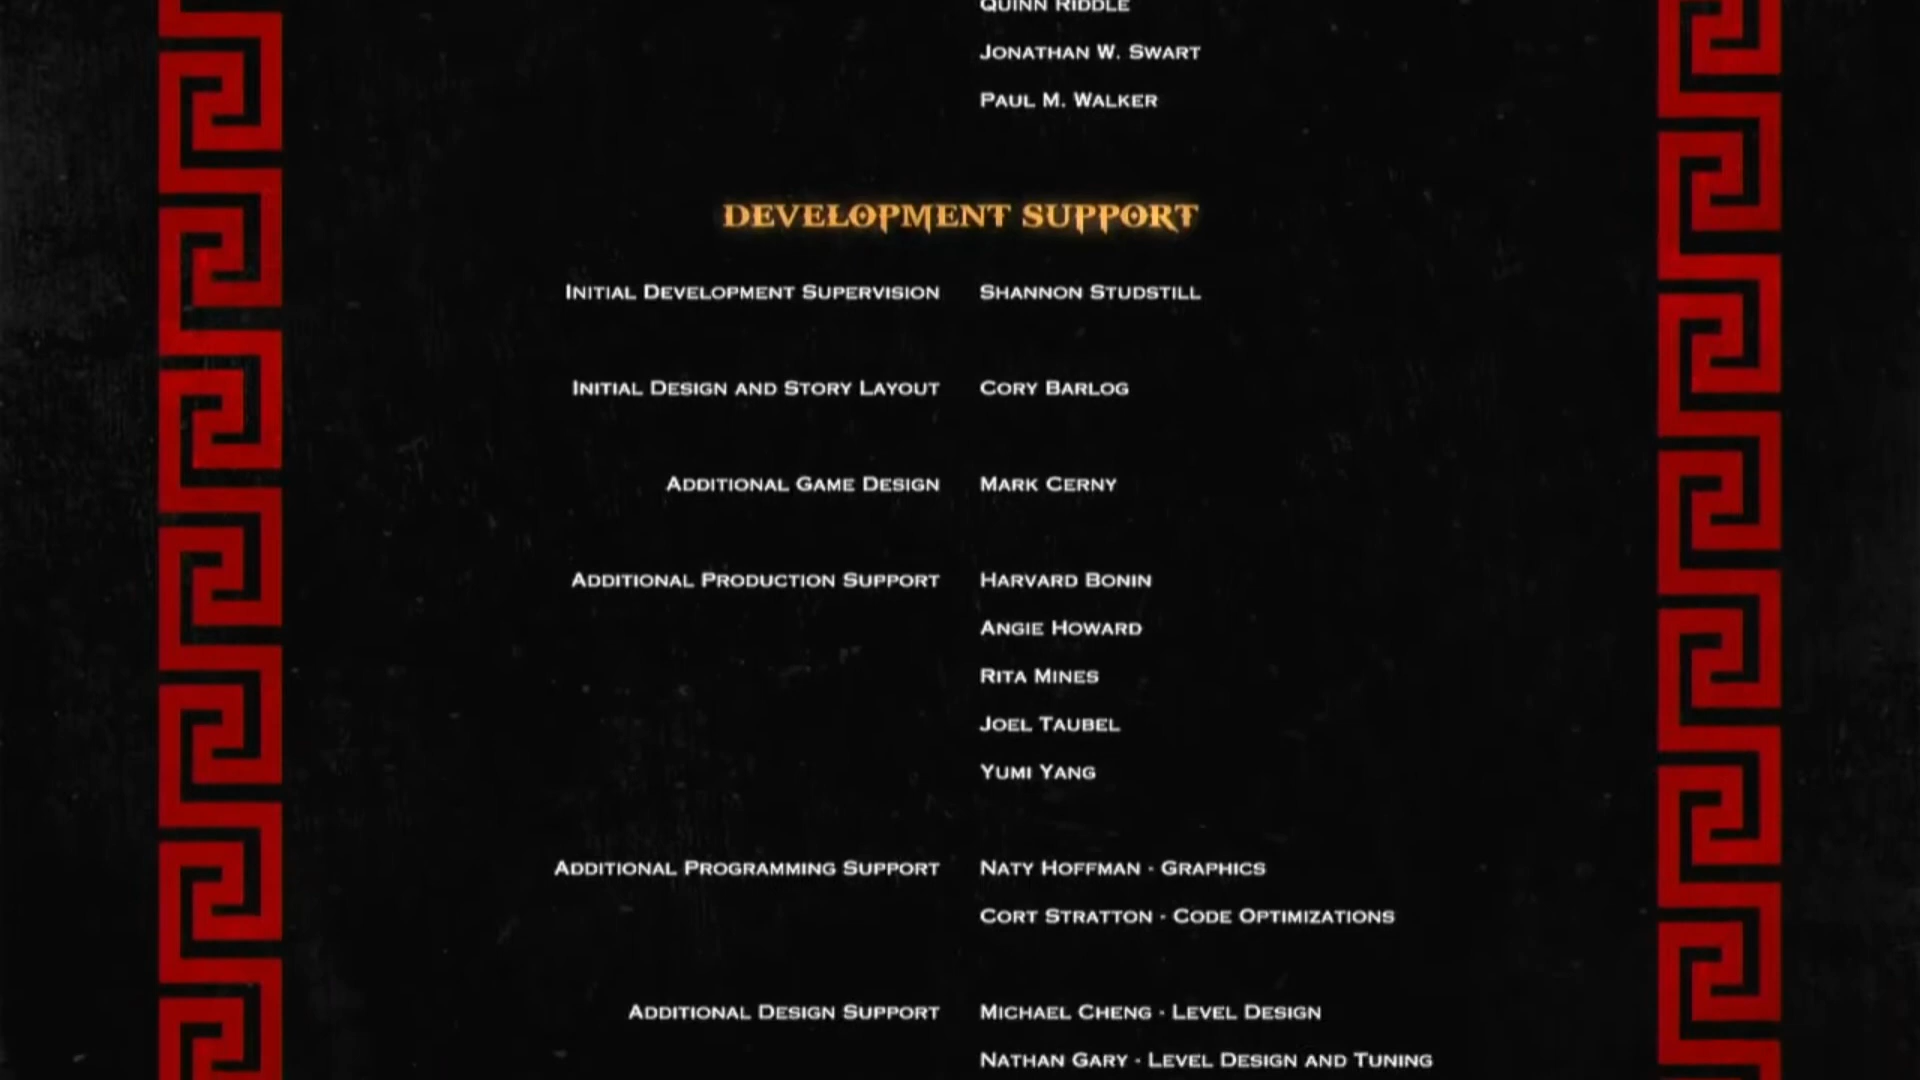 QUINN RIDDLE
JONATHAN W. SWART
PAUL M. WALKER
DEVELOPMENT SUPPORT
INITIAL DEVELOPMENT SUPERVISION SHANNON STUDSTILL
INITIAL DESIGN AND STORY LAYOUT CORY BARLOG
ADDITIONAL GAME DESIGN MARK CERNY
ADDITIONAL PRODUCTION SUPPORT HARVARD BONIN
ANGIE HOWARD
RITA MINES
JOEL TAUBEL
YUMI YANG
ADDITIONAL PROGRAMMING SUPPORT NATY HOFFMAN - GRAPHICS
CORT STRATTON - CODE OPTIMIZATIONS
ADDITIONAL DESIGN SUPPORT MICHAEL CHENG - LEVEL DESIGN
NATHAN GARY - LEVEL DESIGN AND TUNING